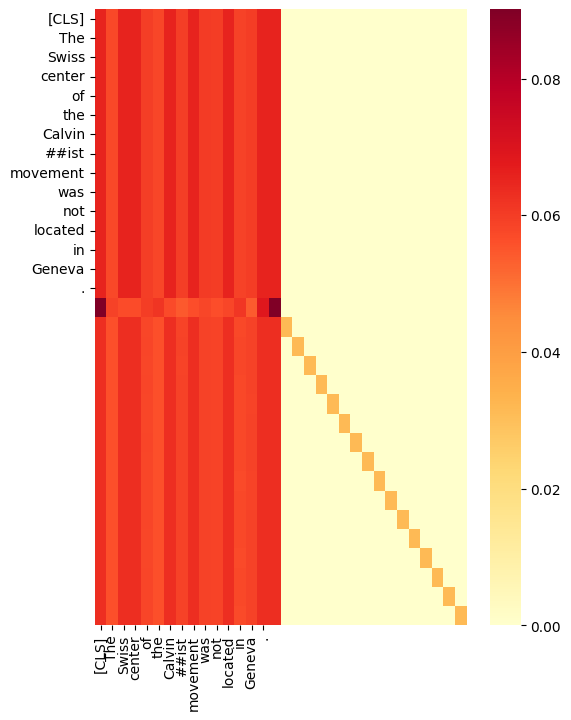 [CLS]
The
Swiss
center
of
the
Calvin
##ist
movement
was
not
located
in
Geneva
.
[CLS]
The
Swiss
center
of
the
Calvin
##ist
movement
was
not
located
in
Geneva
.
0.08
0.06
0.04
0.02
0.00